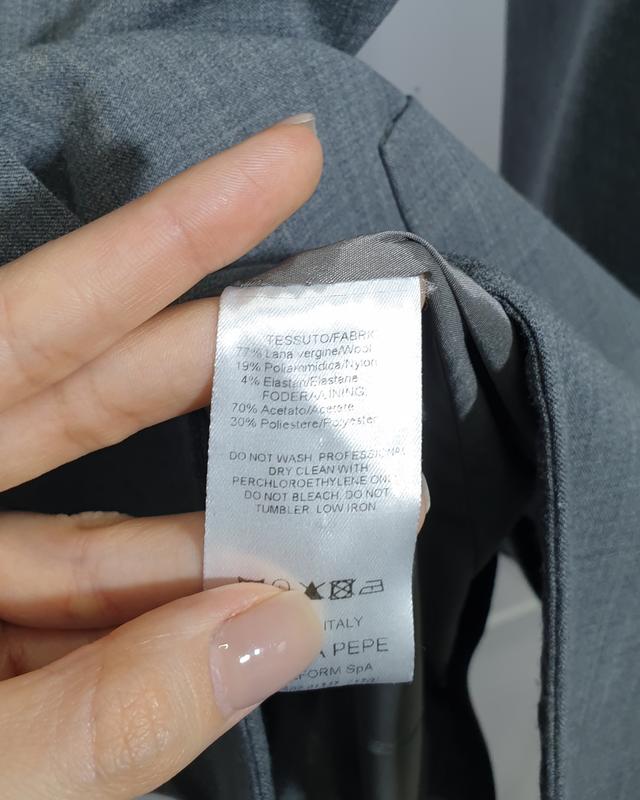 TESSUTO/FABRIC
77% Lana vergine/Wool
19% Poliammidica/Nylon
4% Elastan/Elastane
FODERA/LINING:
70% Acetato/Acetate
30% Poliestere/Polyester
DO NOT WASH, PROFESSIONAL
DRY CLEAN WITH
PERCHLOROETHYLENE ONLY
DO NOT BLEACH, DO NOT
TUMBLER, LOW IRON
ITALY
A PEPE
FORM SpA